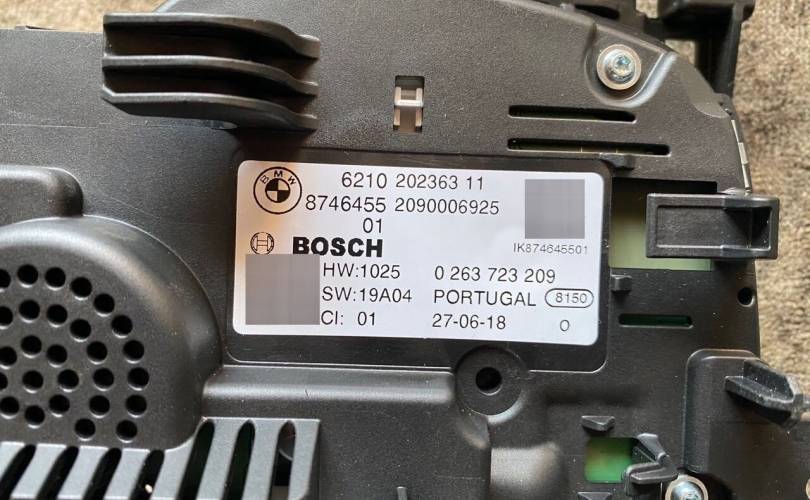 BMW
6210 202363 11
8746455 2090006925
01
IK874645501
BOSCH
HW:1025 0 263 723 209
SW:19A04 PORTUGAL 8150
CI: 01 27-06-18 O